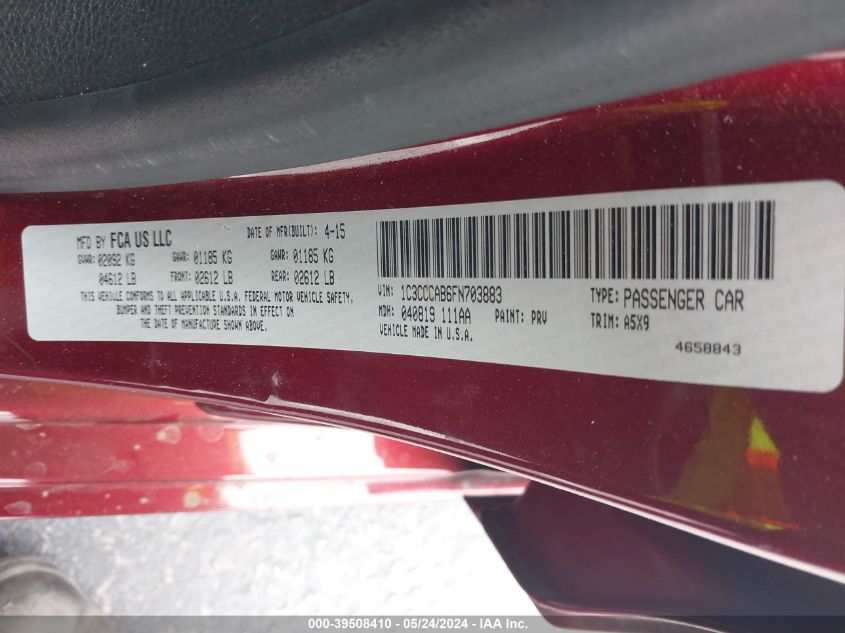 MFD BY FCA US LLC
DATE OF MFR(BUILT): 4-15
GVWR: 02092 KG GAWR: 01185 KG GAWR: 01185 KG
04612 LB FRONT: 02612 LB REAR: 02612 LB
THIS VEHICLE CONFORMS TO ALL APPLICABLE U.S.A. FEDERAL MOTOR VEHICLE SAFETY,
BUMPER AND THEFT PREVENTION STANDARDS IN EFFECT ON
THE DATE OF MANUFACTURE SHOWN ABOVE.
VIN: 1C3CCCAB6FN703883
TYPE: PASSENGER CAR
MDH: 040819 111AA PAINT: PRV
TRIM: A5X9
VEHICLE MADE IN U.S.A.
4658843
000-39508410 - 05/24/2024 - IAA Inc.